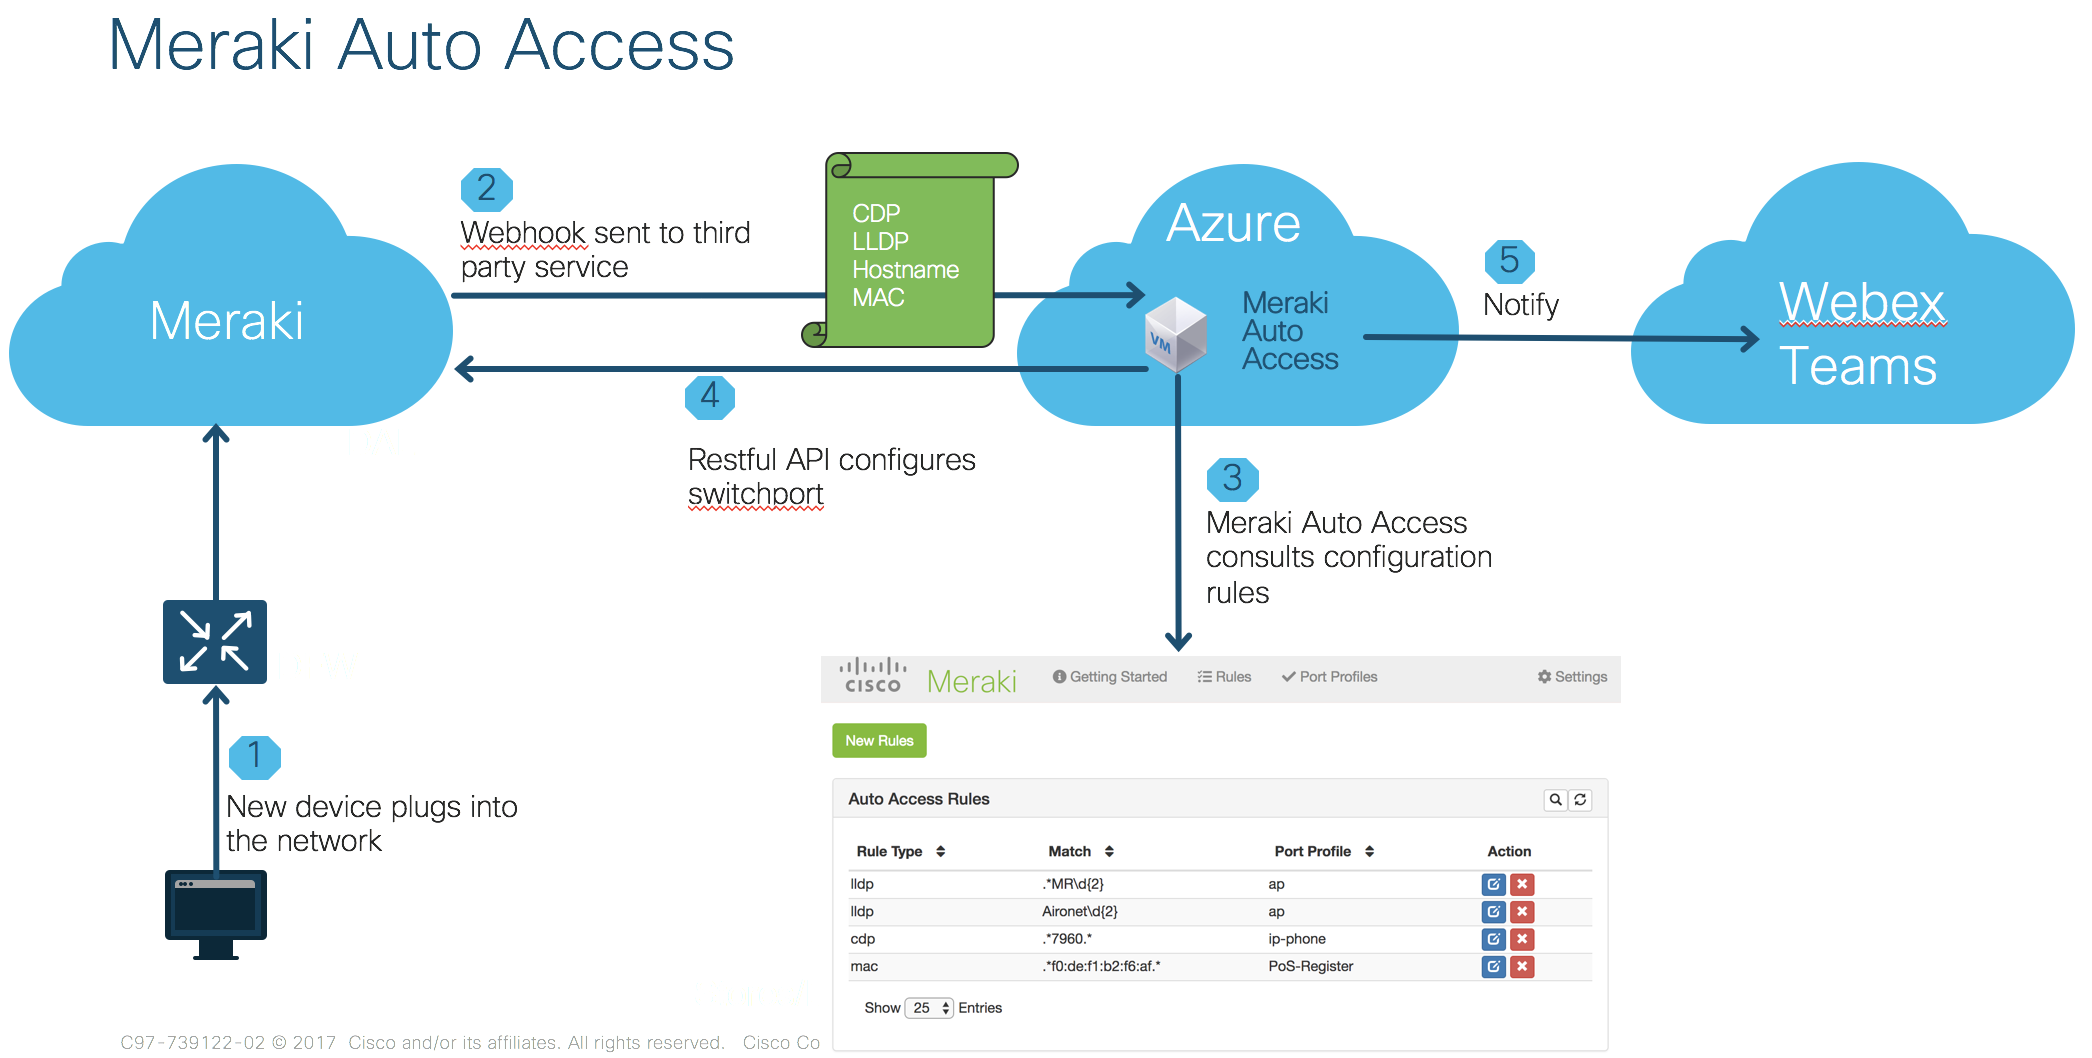 Meraki Auto Access
2
Webhook sent to third
party service
CDP
LLDP
Hostname
MAC
Azure
Meraki
Auto
Access
VM
5
Notify
Webex
Teams
Meraki
4
Restful API configures
switchport
3
Meraki Auto Access
consults configuration
rules
1
New device plugs into
the network
CISCO Meraki Getting Started Rules Port Profiles Settings
New Rules
Auto Access Rules
Rule Type Match Port Profile Action
lldp .*MR\d{2} ap
lldp Aironet\d{2} ap
cdp .*7960.* ip-phone
mac .*f0:de:f1:b2:f6:af.* PoS-Register
Show 25 Entries
C97-739122-02 © 2017 Cisco and/or its affiliates. All rights reserved. Cisco Co